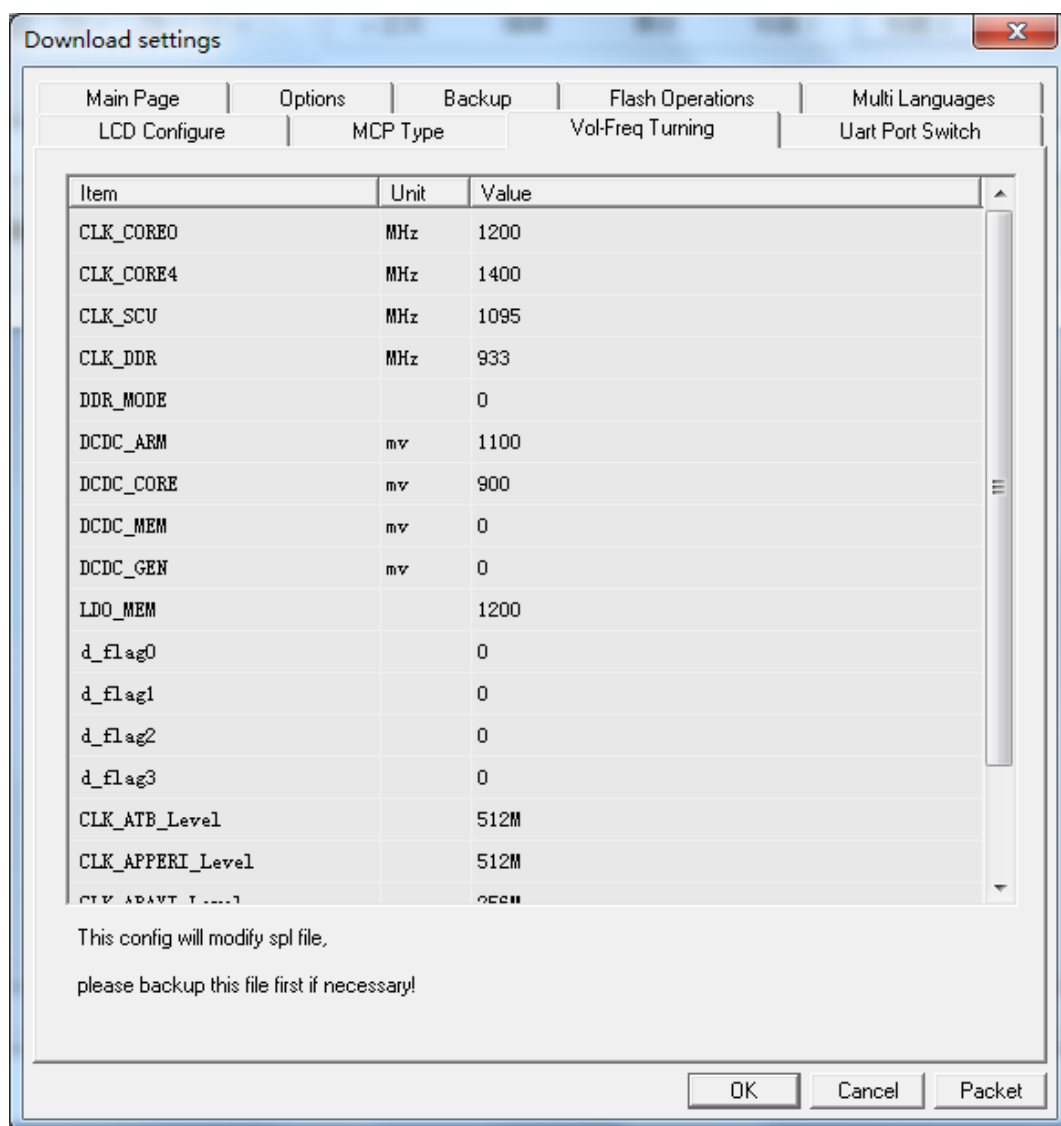 Download settings
Main Page Options Backup Flash Operations Multi Languages
LCD Configure MCP Type Vol-Freq Turning Uart Port Switch
Item Unit Value
CLK_CORE0 MHz 1200
CLK_CORE4 MHz 1400
CLK_SCU MHz 1095
CLK_DDR MHz 933
DDR_MODE 0
DCDC_ARM mv 1100
DCDC_CORE mv 900
DCDC_MEM mv 0
DCDC_GEN mv 0
LDO_MEM 1200
d_flag0 0
d_flag1 0
d_flag2 0
d_flag3 0
CLK_ATB_Level 512M
CLK_APPERI_Level 512M
This config will modify spl file,
please backup this file first if necessary!
OK Cancel Packet